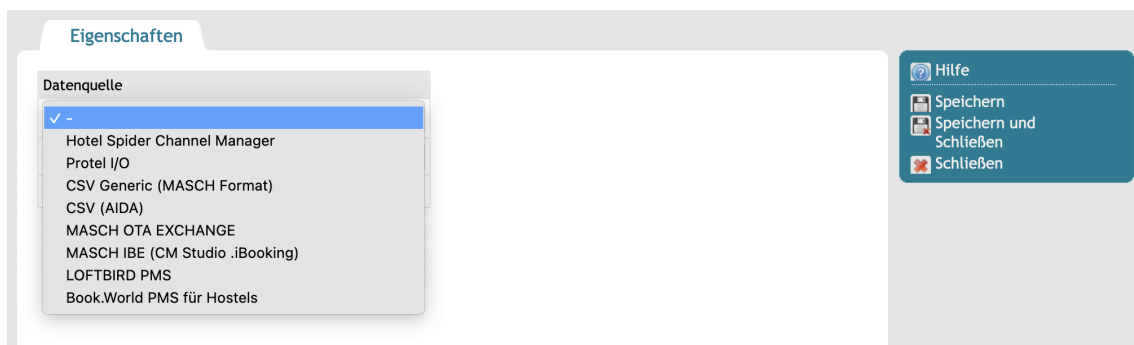 Eigenschaften
Datenquelle
-
Hotel Spider Channel Manager
Protel I/O
CSV Generic (MASCH Format)
CSV (AIDA)
MASCH OTA EXCHANGE
MASCH IBE (CM Studio .iBooking)
LOFTBIRD PMS
Book.World PMS für Hostels
Hilfe
Speichern
Speichern und
Schließen
Schließen